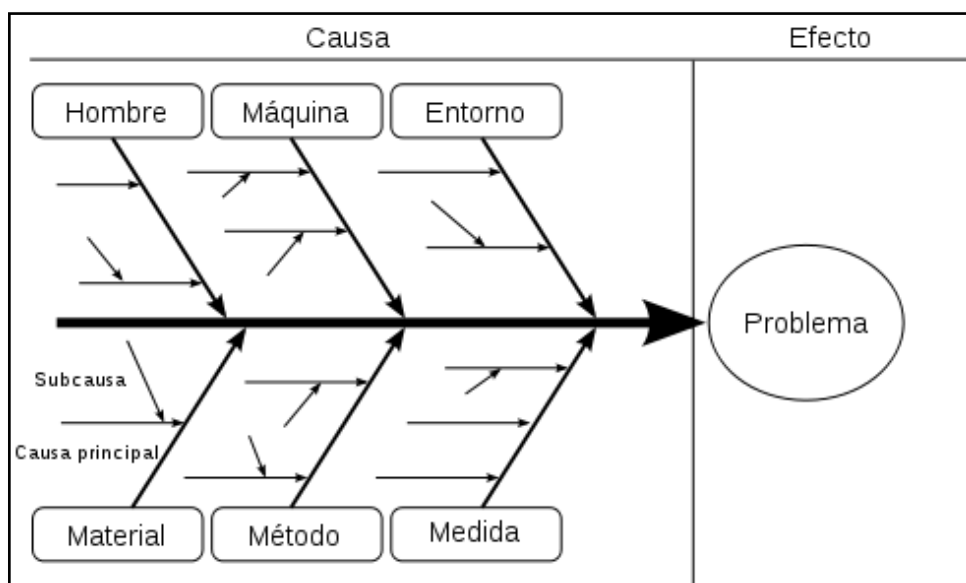 Causa
Efecto
Hombre
Máquina
Entorno
Problema
Subcausa
Causa principal
Material
Método
Medida